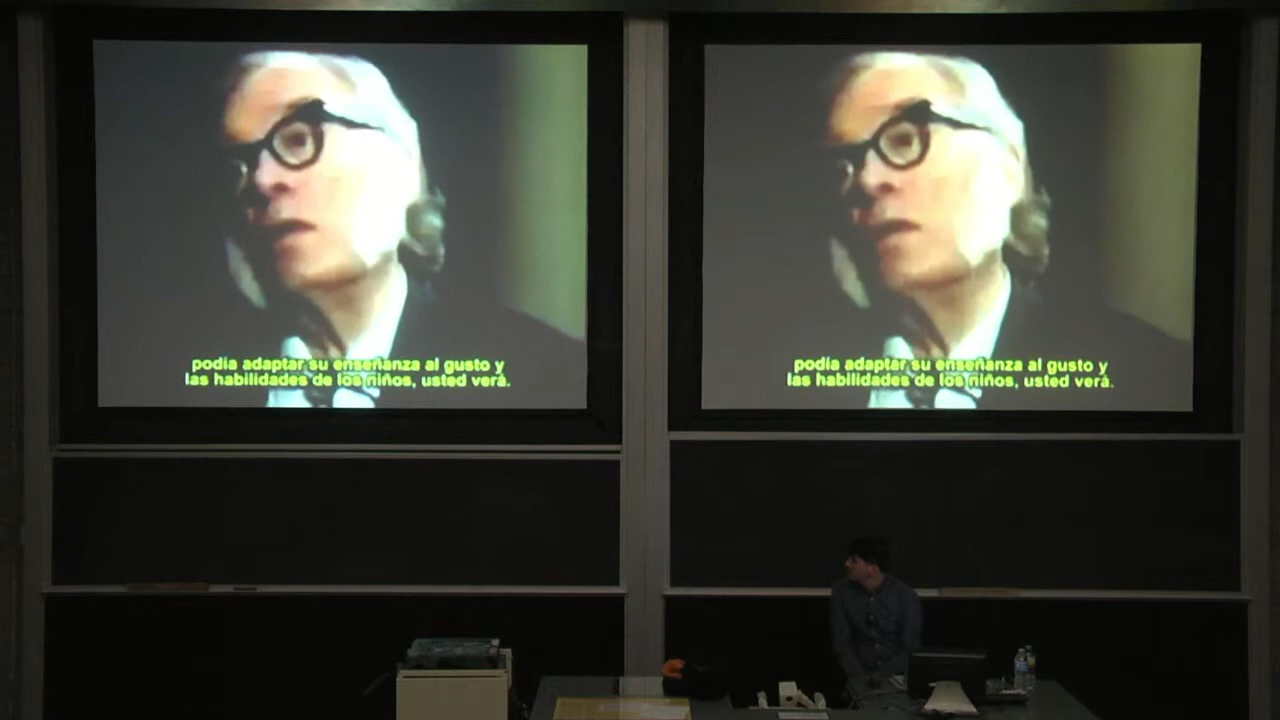 podía adaptar su enseñanza al gusto y
las habilidades de los niños, usted verá.
podía adaptar su enseñanza al gusto y
las habilidades de los niños, usted verá.